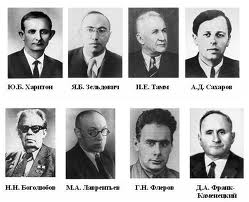 Ю.Б. Харитон
Я.Б. Зельдович
И.Е. Тамм
А.Д. Сахаров
Н.Н. Боголюбов
М.А. Лаврентьев
Г.Н. Флеров
Д.А. Франк-
Каменецкий